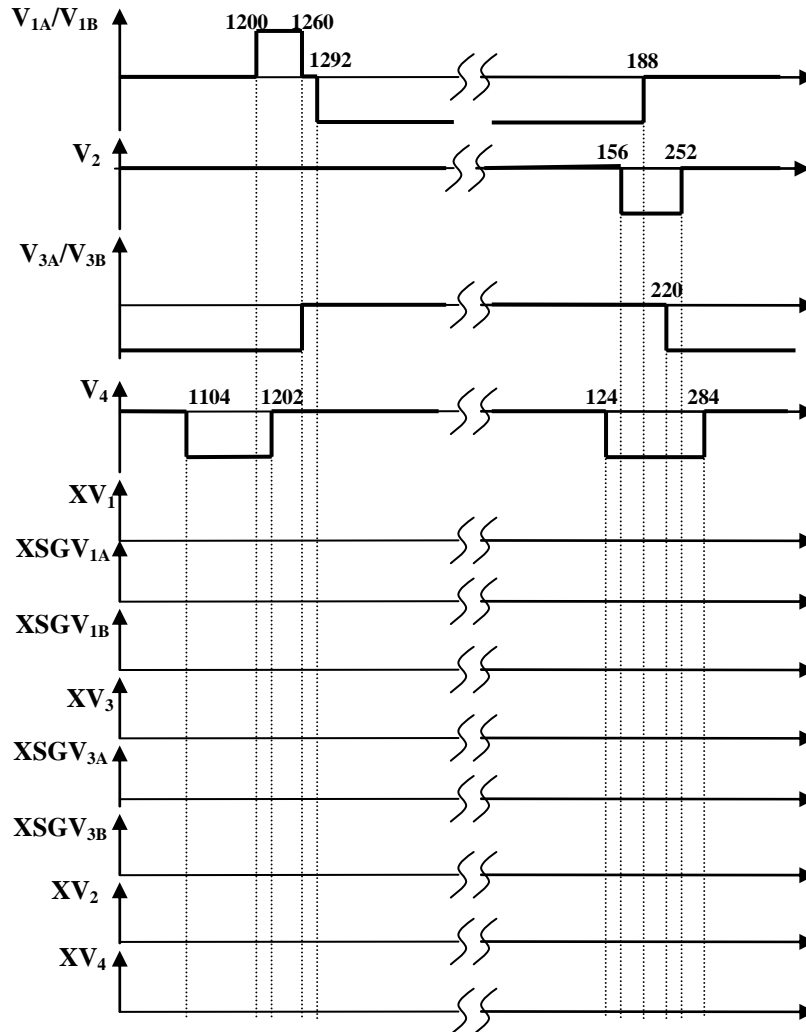 V1A/V1B
1200 1260
1292
188
V2
156 252
V3A/V3B
220
V4
1104 1202
124 284
XV1
XSGV1A
XSGV1B
XV3
XSGV3A
XSGV3B
XV2
XV4